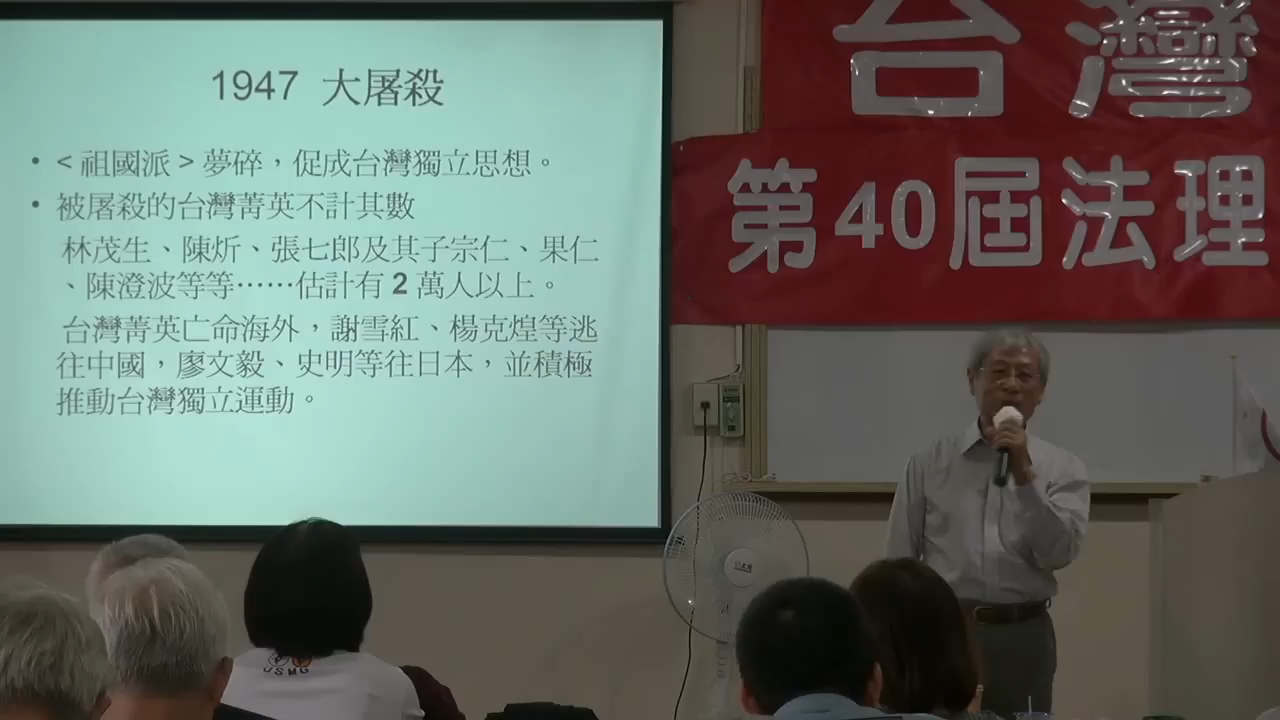 1947 大屠殺
• < 祖國派 > 夢碎，促成台灣獨立思想。
• 被屠殺的台灣菁英不計其數
林茂生、陳炘、張七郎及其子宗仁、果仁
、陳澄波等等……估計有 2 萬人以上。
台灣菁英亡命海外，謝雪紅、楊克煌等逃
往中國，廖文毅、史明等往日本，並積極
推動台灣獨立運動。
台灣
第40屆法理
USMG